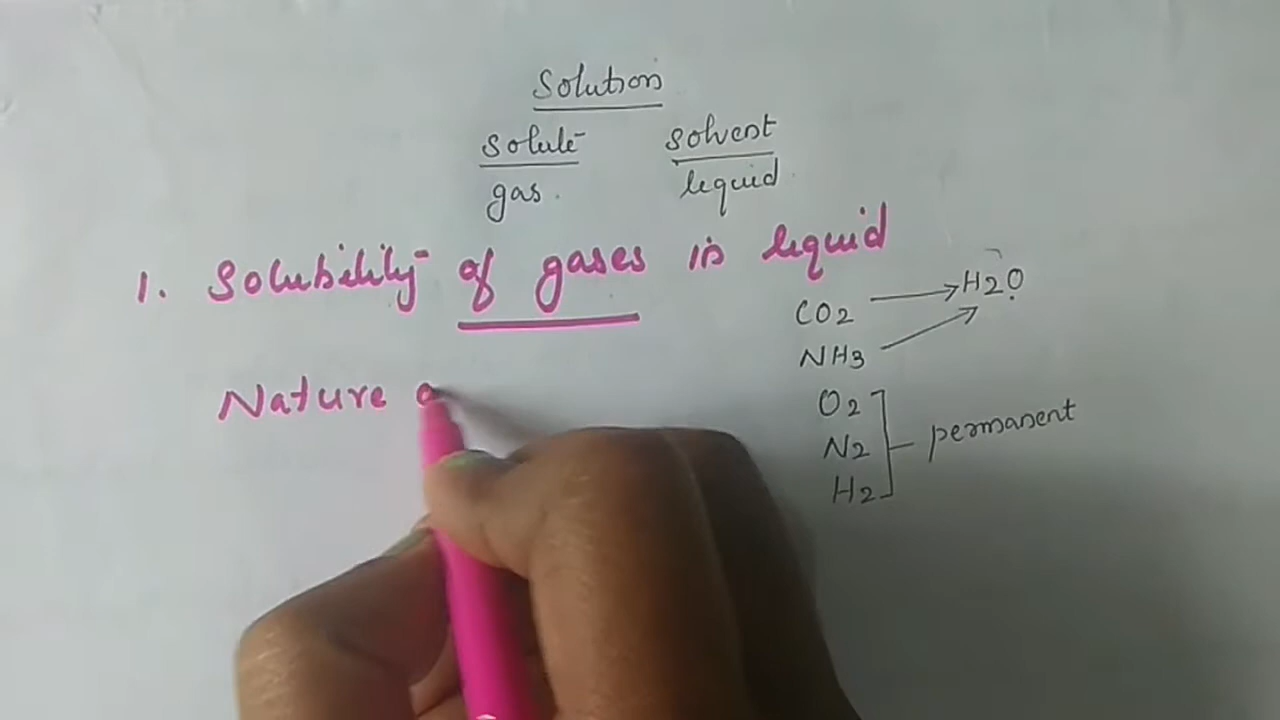 Solution
Solute solvent
gas. liquid
1. Solubility of gases in liquid
CO2 → H2O
NH3
Nature o
O2
N2 permanent
H2